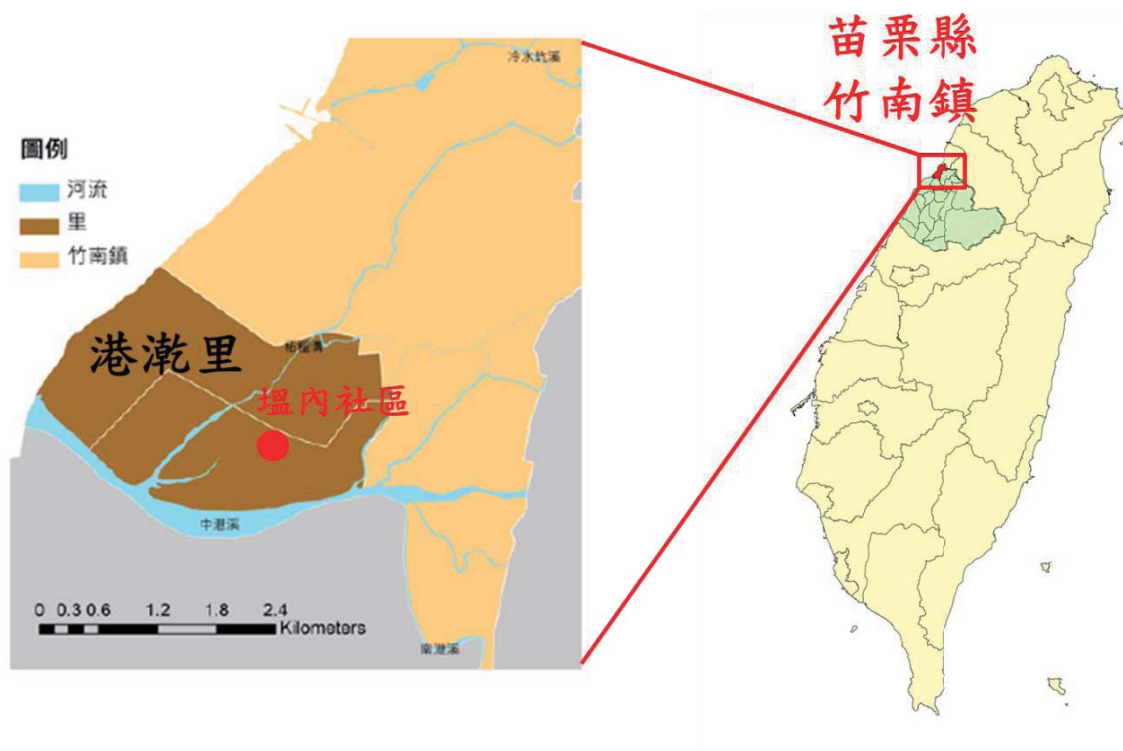 苗栗縣
竹南鎮
冷水坑溪
圖例
河流
里
竹南鎮
港漧里
塭內社區
中港溪
0 0.3 0.6 1.2 1.8 2.4
Kilometers
南港溪